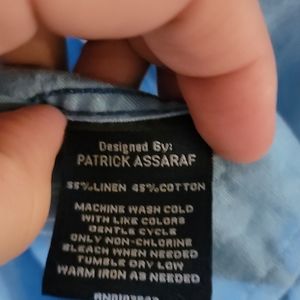 Designed By:
PATRICK ASSARAF
55%LINEN 45%COTTON
MACHINE WASH COLD
WITH LIKE COLORS
GENTLE CYCLE
ONLY NON-CHLORINE
BLEACH WHEN NEEDED
TUMBLE DRY LOW
WARM IRON AS NEEDED